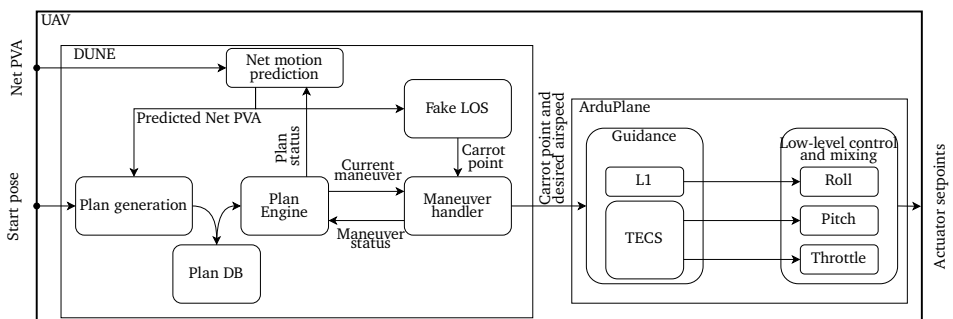 UAV
Net PVA
DUNE
Net motion
prediction
Predicted Net PVA
Fake LOS
Plan
status
Carrot
point
Current
maneuver
Start pose
Plan generation
Plan
Engine
Maneuver
handler
Maneuver
status
Plan DB
Carrot point and
desired airspeed
ArduPlane
Guidance
L1
TECS
Low-level control
and mixing
Roll
Pitch
Throttle
Actuator setpoints